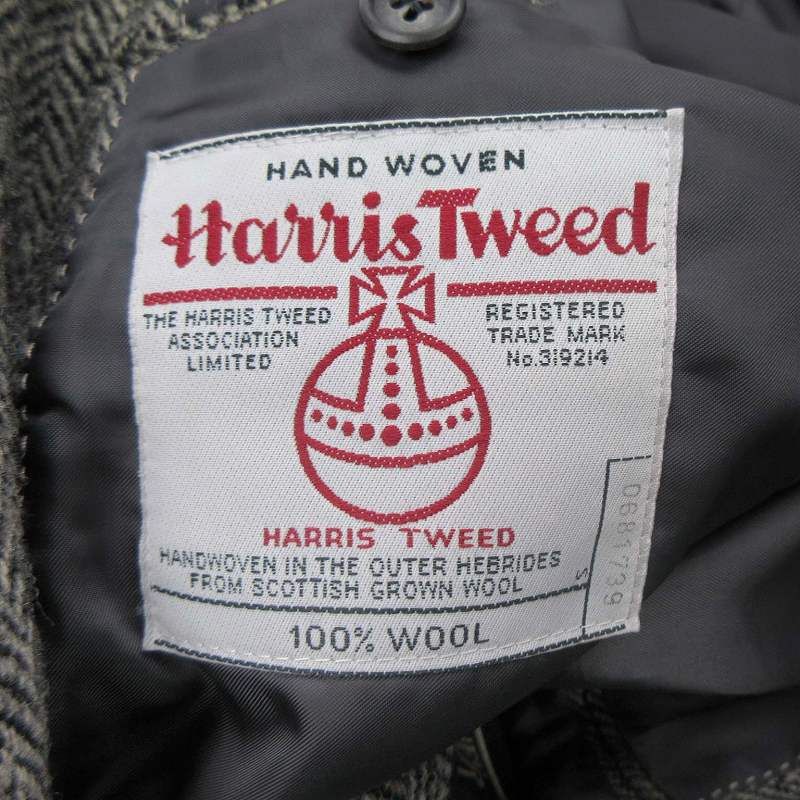 HAND WOVEN
Harris Tweed
THE HARRIS TWEED
ASSOCIATION
LIMITED
REGISTERED
TRADE MARK
No. 319214
HARRIS TWEED
HANDWOVEN IN THE OUTER HEBRIDES
FROM SCOTTISH GROWN WOOL
100% WOOL
S
0681739